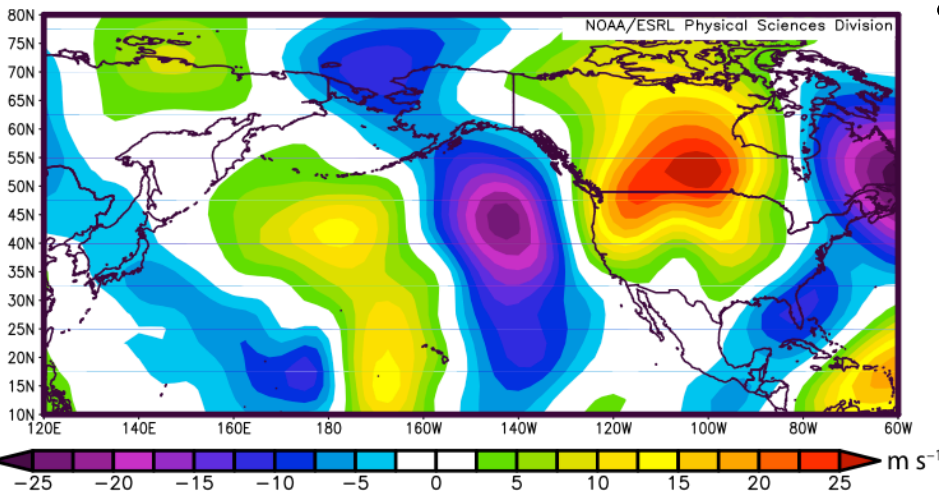 NOAA/ESRL Physical Sciences Division
80N
75N
70N
65N
60N
55N
50N
45N
40N
35N
30N
25N
20N
15N
10N
120E 140E 160E 180 160W 140W 120W 100W 80W 60W
−25 −20 −15 −10 −5 0 5 10 15 20 25 m s⁻¹